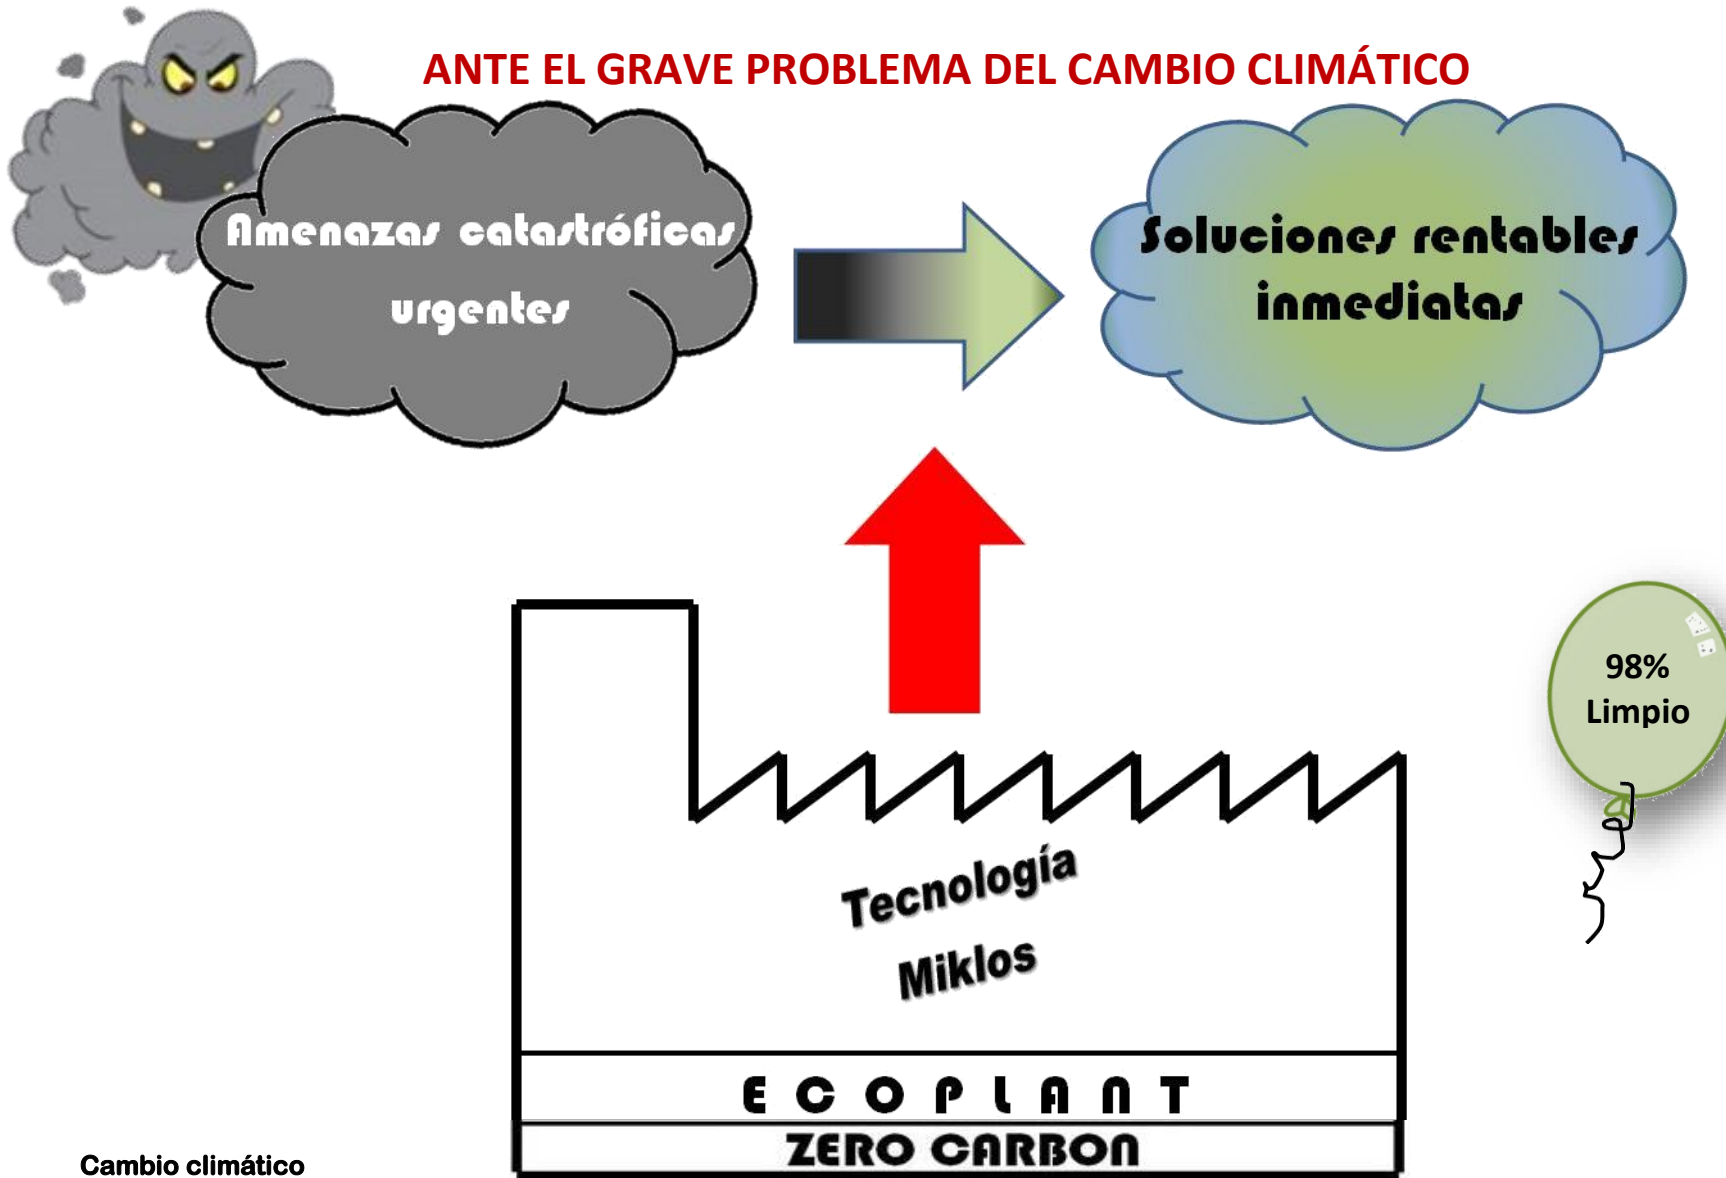 ANTE EL GRAVE PROBLEMA DEL CAMBIO CLIMÁTICO
Amenazas catastróficas
urgentes
Soluciones rentables
inmediatas
98%
Limpio
Tecnología
Miklos
ECOPLANT
ZERO CARBON
Cambio climático